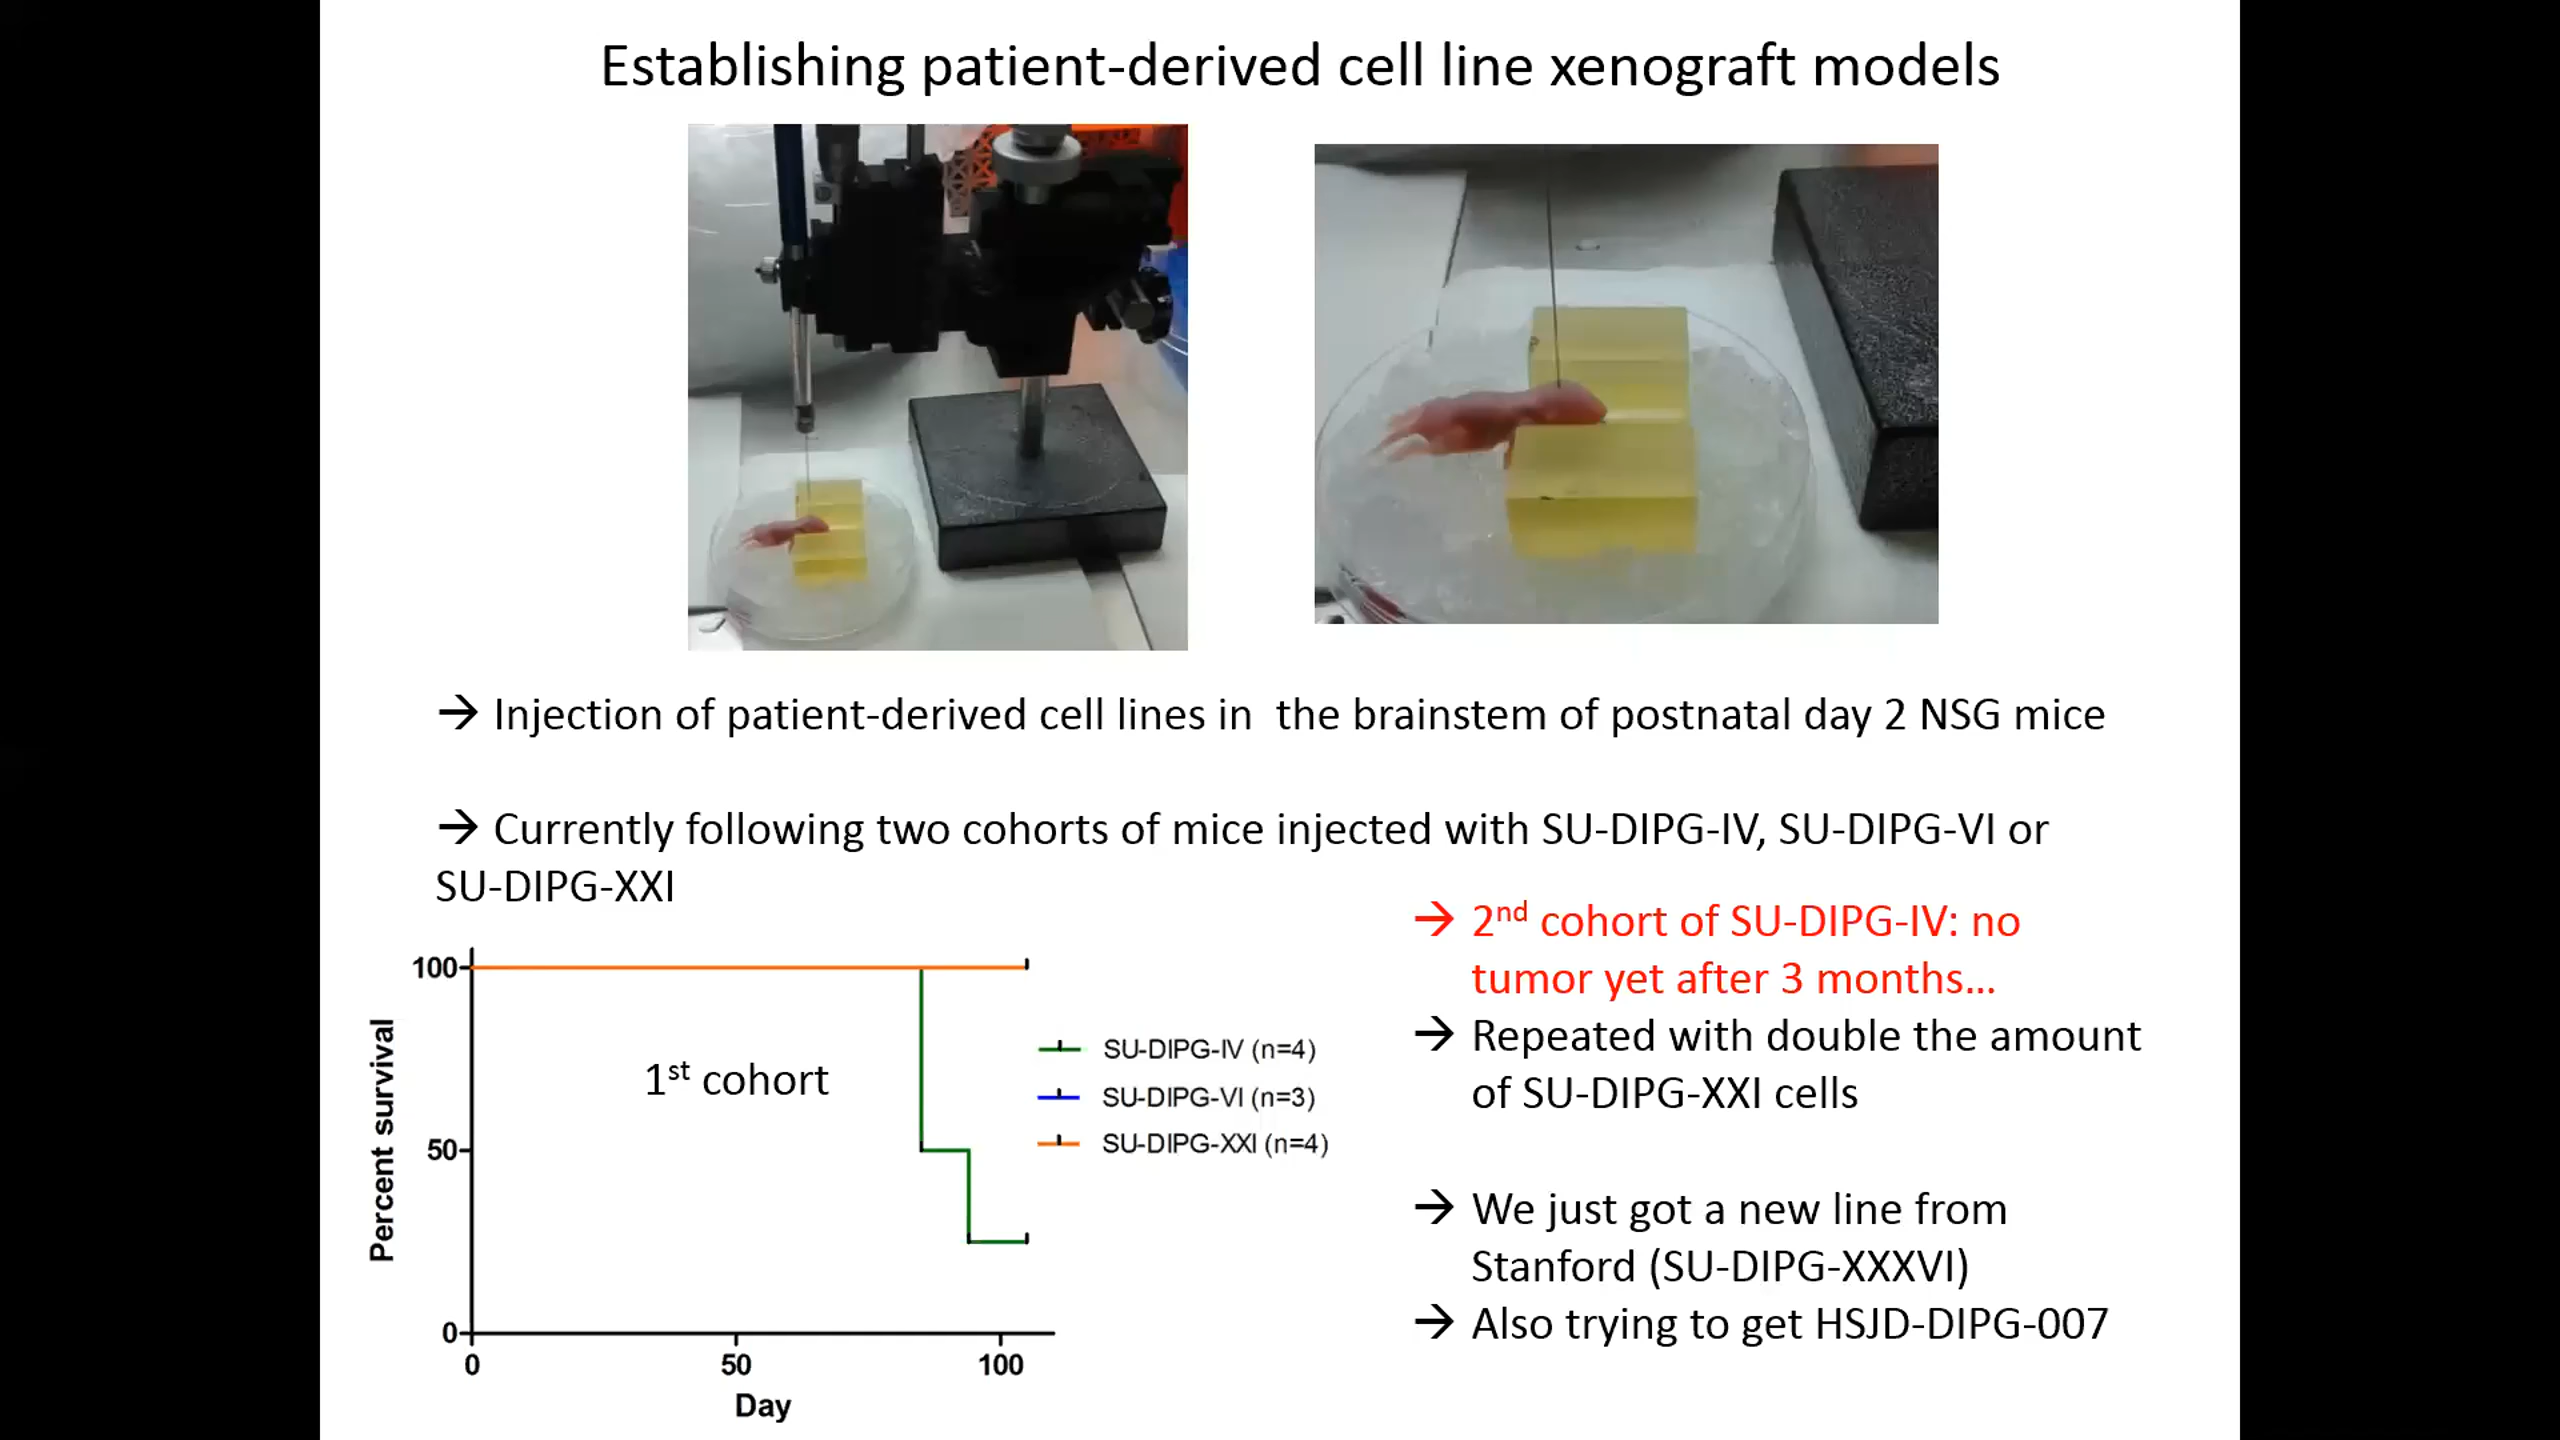 Establishing patient-derived cell line xenograft models
→ Injection of patient-derived cell lines in  the brainstem of postnatal day 2 NSG mice
→ Currently following two cohorts of mice injected with SU-DIPG-IV, SU-DIPG-VI or
SU-DIPG-XXI
→ 2nd cohort of SU-DIPG-IV: no
tumor yet after 3 months...
→ Repeated with double the amount
of SU-DIPG-XXI cells
→ We just got a new line from
Stanford (SU-DIPG-XXXVI)
→ Also trying to get HSJD-DIPG-007
Percent survival
100
50
0
1st cohort
SU-DIPG-IV (n=4)
SU-DIPG-VI (n=3)
SU-DIPG-XXI (n=4)
0 50 100
Day